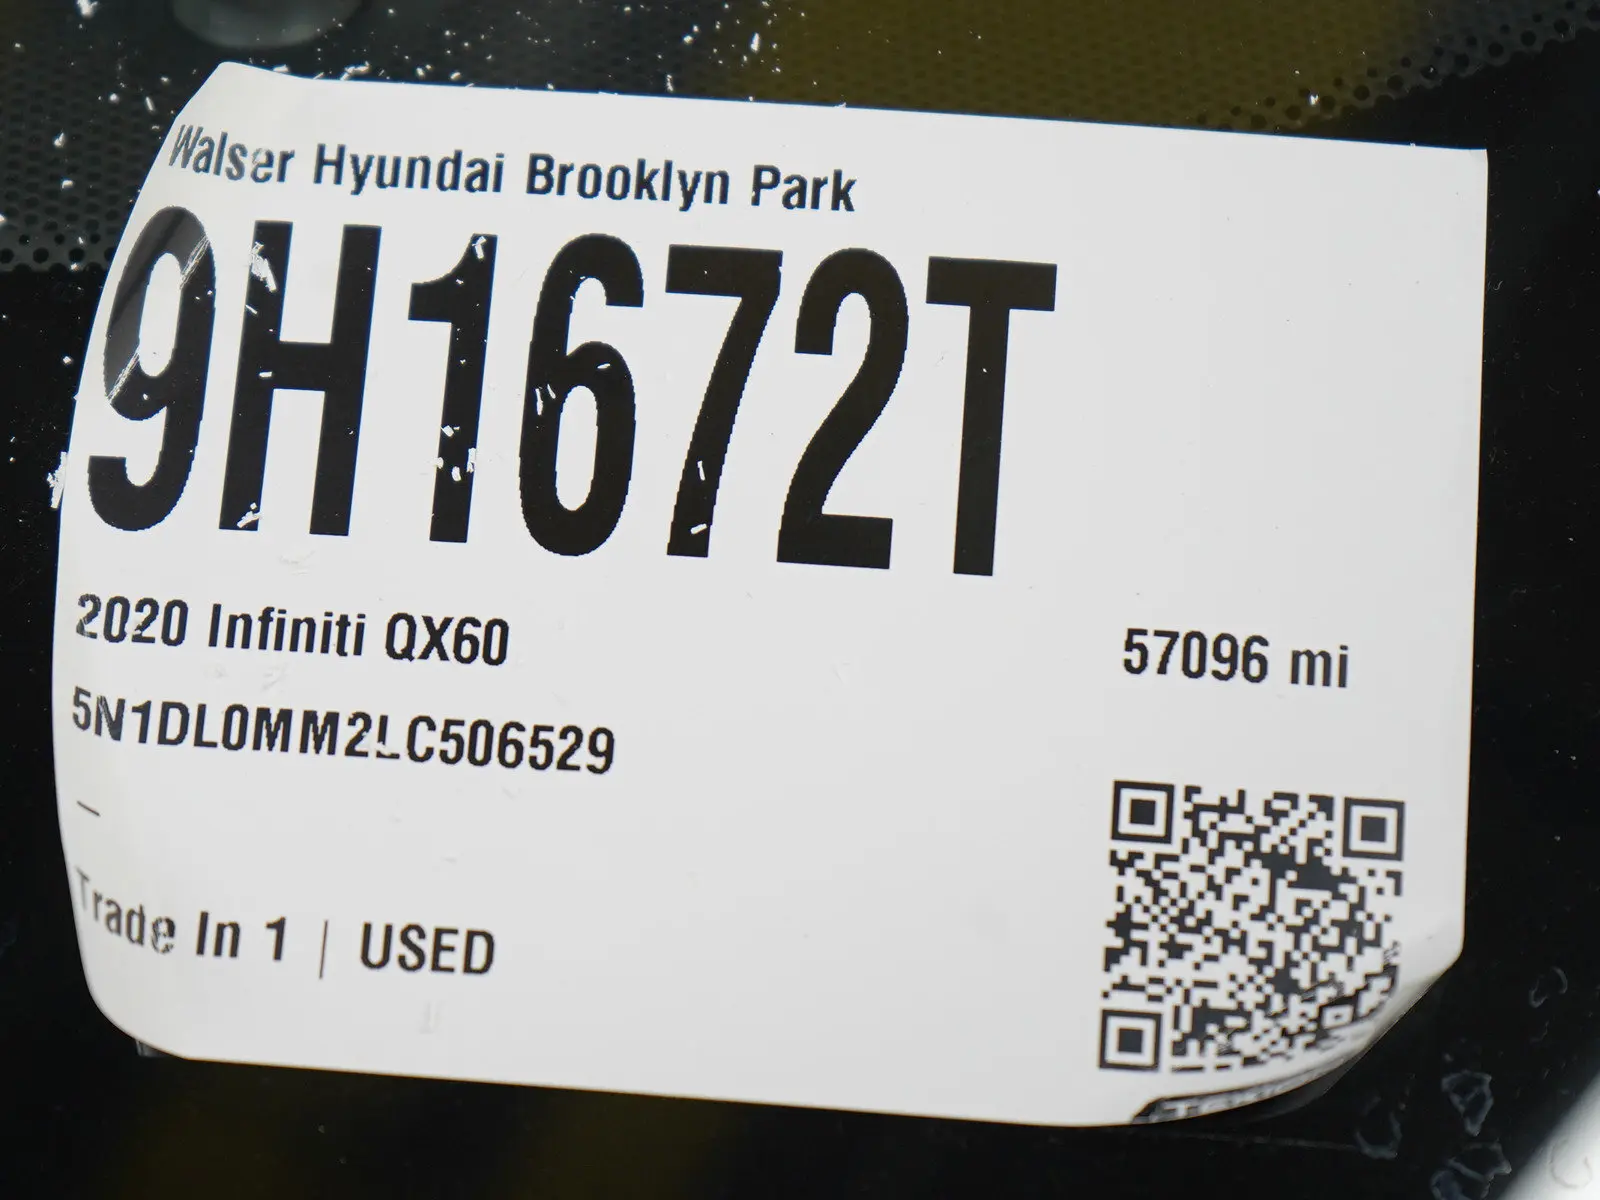 Walser Hyundai Brooklyn Park
9H1672T
2020 Infiniti QX60
57096 mi
5N1DL0MM2LC506529
–
Trade In 1 | USED